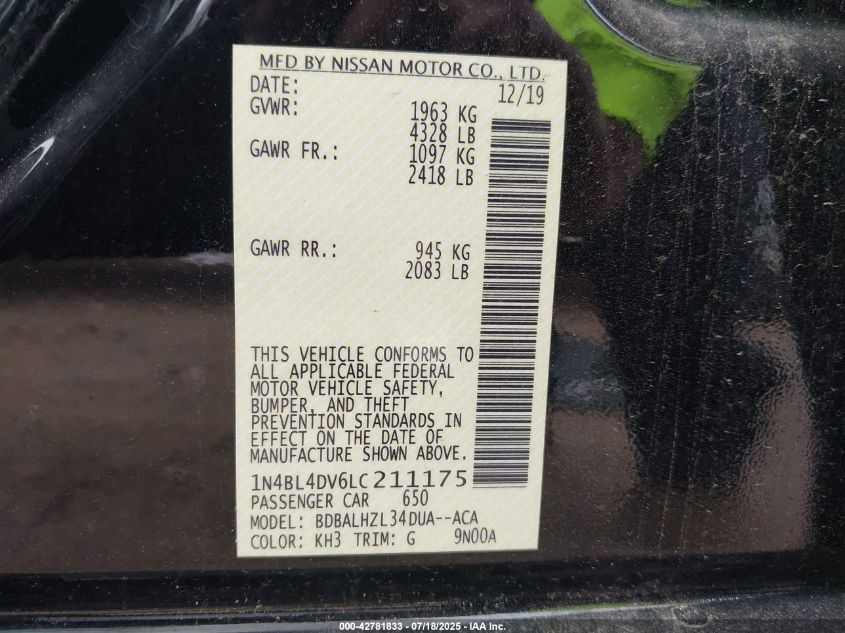 MFD BY NISSAN MOTOR CO., LTD.
DATE: 12/19
GVWR: 1963 KG
4328 LB
GAWR FR.: 1097 KG
2418 LB
GAWR RR.: 945 KG
2083 LB
THIS VEHICLE CONFORMS TO
ALL APPLICABLE FEDERAL
MOTOR VEHICLE SAFETY,
BUMPER, AND THEFT
PREVENTION STANDARDS IN
EFFECT ON THE DATE OF
MANUFACTURE SHOWN ABOVE.
1N4BL4DV6LC211175
PASSENGER CAR 650
MODEL: BDBALHZL34DUA--ACA
COLOR: KH3 TRIM: G 9N00A
000-42781833 - 07/18/2025 - IAA Inc.